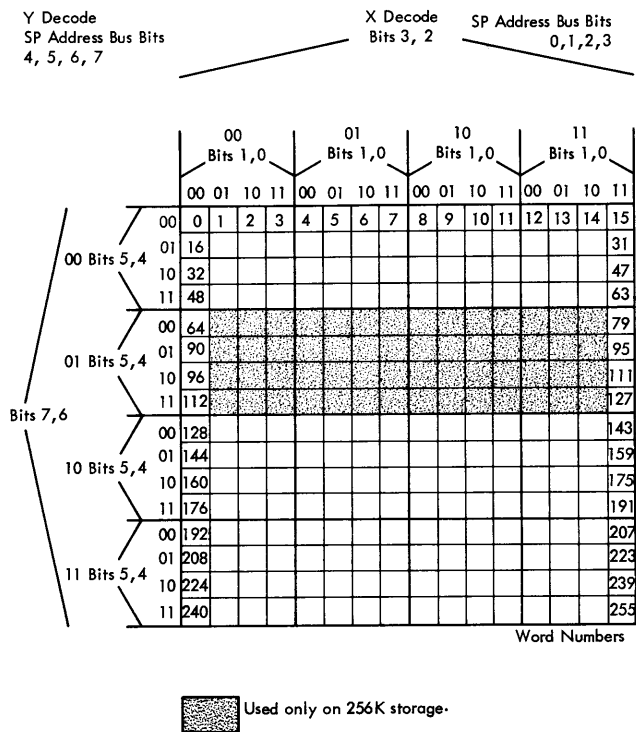 Y Decode
SP Address Bus Bits
4, 5, 6, 7
X Decode
Bits 3, 2
SP Address Bus Bits
0,1,2,3
00 01 10 11
Bits 1,0 Bits 1,0 Bits 1,0 Bits 1,0
00 01 10 11 00 01 10 11 00 01 10 11 00 01 10 11
00 0 1 2 3 4 5 6 7 8 9 10 11 12 13 14 15
01 16 31
00 Bits 5,4
10 32 47
11 48 63
00 64 79
01 90 95
01 Bits 5,4
10 96 111
11 112 127
Bits 7,6
00 128 143
01 144 159
10 Bits 5,4
10 160 175
11 176 191
00 192 207
01 208 223
11 Bits 5,4
10 224 239
11 240 255
Word Numbers
Used only on 256K storage.